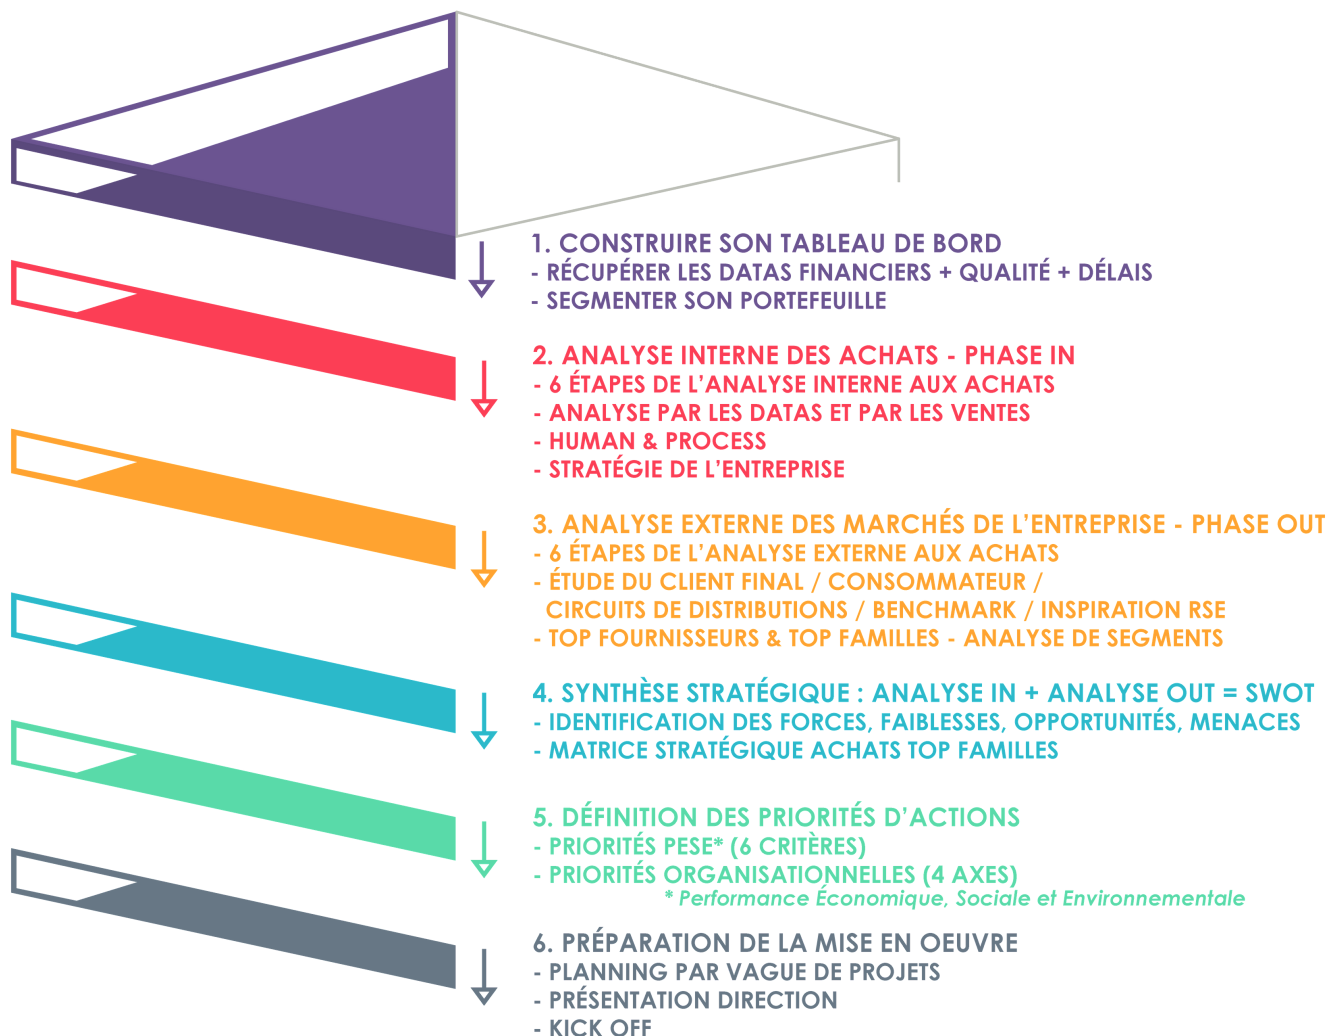 1. CONSTRUIRE SON TABLEAU DE BORD
- RÉCUPÉRER LES DATAS FINANCIERS + QUALITÉ + DÉLAIS
- SEGMENTER SON PORTEFEUILLE
2. ANALYSE INTERNE DES ACHATS - PHASE IN
- 6 ÉTAPES DE L'ANALYSE INTERNE AUX ACHATS
- ANALYSE PAR LES DATAS ET PAR LES VENTES
- HUMAN & PROCESS
- STRATÉGIE DE L'ENTREPRISE
3. ANALYSE EXTERNE DES MARCHÉS DE L'ENTREPRISE - PHASE OUT
- 6 ÉTAPES DE L'ANALYSE EXTERNE AUX ACHATS
- ÉTUDE DU CLIENT FINAL / CONSOMMATEUR /
CIRCUITS DE DISTRIBUTIONS / BENCHMARK / INSPIRATION RSE
- TOP FOURNISSEURS & TOP FAMILLES - ANALYSE DE SEGMENTS
4. SYNTHÈSE STRATÉGIQUE : ANALYSE IN + ANALYSE OUT = SWOT
- IDENTIFICATION DES FORCES, FAIBLESSES, OPPORTUNITÉS, MENACES
- MATRICE STRATÉGIQUE ACHATS TOP FAMILLES
5. DÉFINITION DES PRIORITÉS D'ACTIONS
- PRIORITÉS PESE* (6 CRITÈRES)
- PRIORITÉS ORGANISATIONNELLES (4 AXES)
* Performance Économique, Sociale et Environnementale
6. PRÉPARATION DE LA MISE EN OEUVRE
- PLANNING PAR VAGUE DE PROJETS
- PRÉSENTATION DIRECTION
- KICK OFF